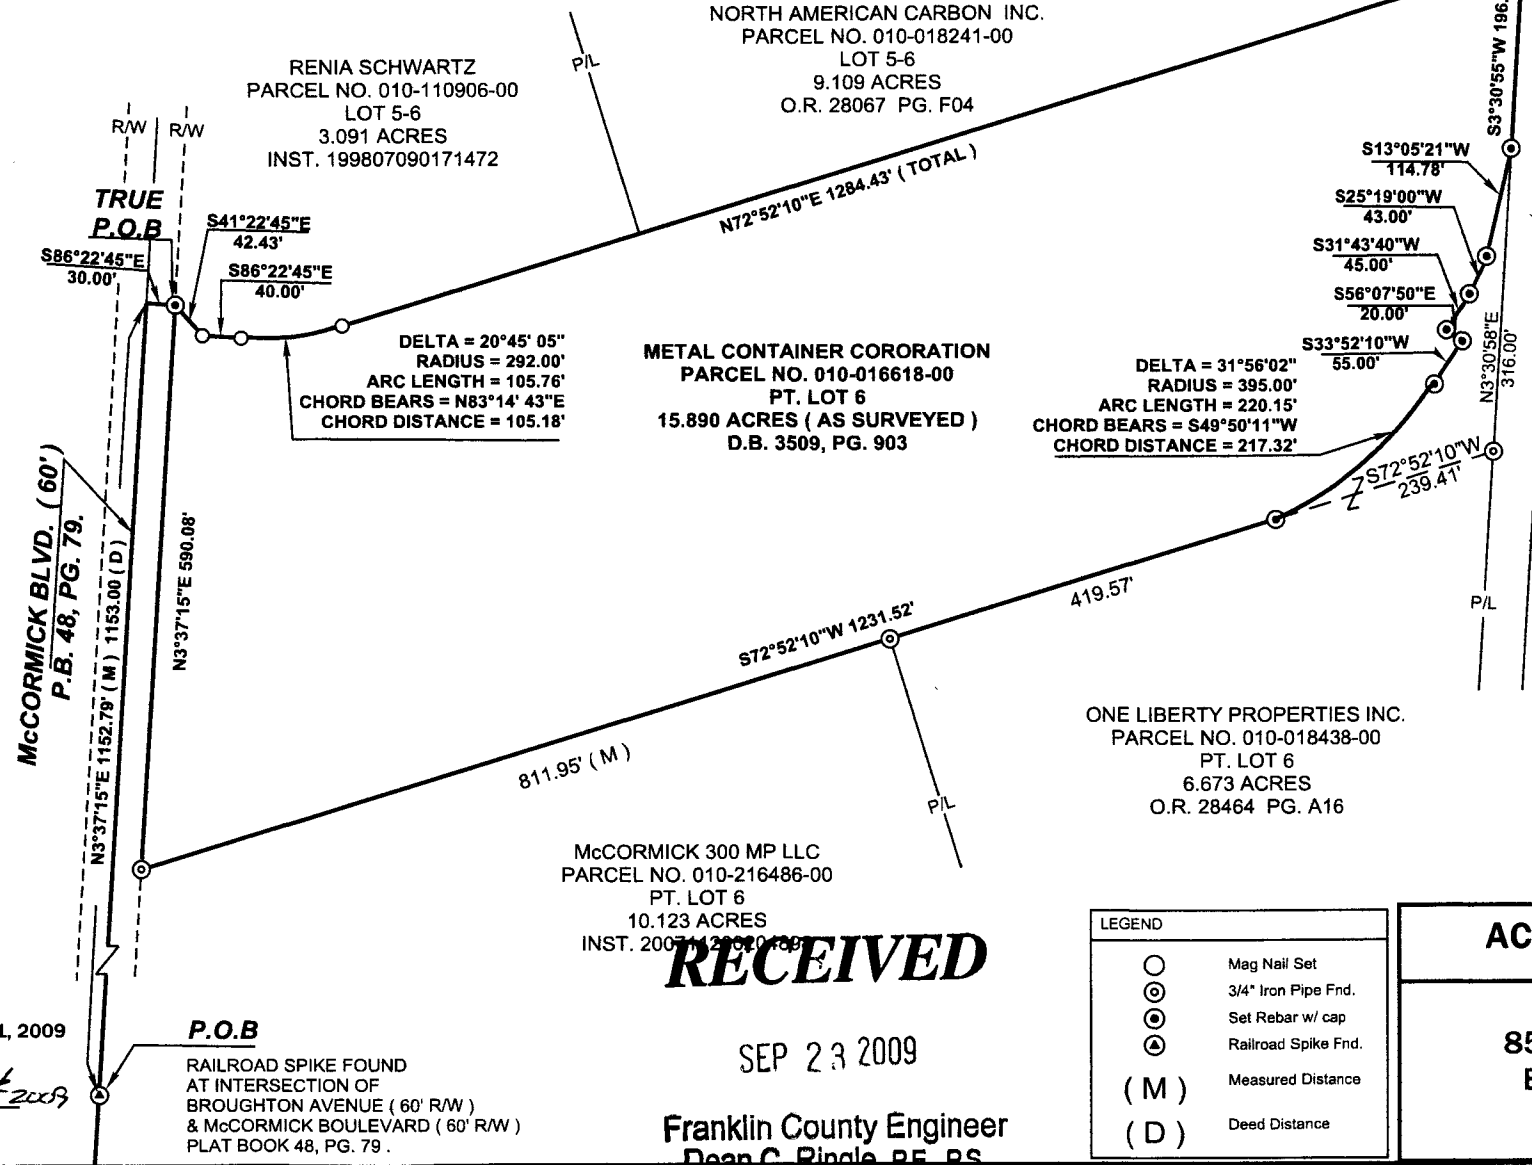 NORTH AMERICAN CARBON INC.
PARCEL NO. 010-018241-00
LOT 5-6
9.109 ACRES
O.R. 28067 PG. F04
P/L
RENIA SCHWARTZ
PARCEL NO. 010-110906-00
LOT 5-6
3.091 ACRES
INST. 199807090171472
R/W
R/W
TRUE
P.O.B
S41°22'45"E
42.43'
S86°22'45"E
30.00'
S86°22'45"E
40.00'
N72°52'10"E 1284.43' ( TOTAL )
S3°30'55"W 196.
S13°05'21"W
114.78'
S25°19'00"W
43.00'
S31°43'40"W
45.00'
S56°07'50"E
20.00'
S33°52'10"W
55.00'
N3°30'58"E
316.00'
DELTA = 20°45' 05"
RADIUS = 292.00'
ARC LENGTH = 105.76'
CHORD BEARS = N83°14' 43"E
CHORD DISTANCE = 105.18'
METAL CONTAINER CORORATION
PARCEL NO. 010-016618-00
PT. LOT 6
15.890 ACRES ( AS SURVEYED )
D.B. 3509, PG. 903
DELTA = 31°56'02"
RADIUS = 395.00'
ARC LENGTH = 220.15'
CHORD BEARS = S49°50'11"W
CHORD DISTANCE = 217.32'
S72°52'10"W
239.41'
McCORMICK BLVD. ( 60' )
P.B. 48, PG. 79.
N3°37'15"E 1152.79' ( M ) 1153.00 ( D )
N3°37'15"E 590.08'
S72°52'10"W 1231.52'
419.57'
811.95' ( M )
P/L
P/L
ONE LIBERTY PROPERTIES INC.
PARCEL NO. 010-018438-00
PT. LOT 6
6.673 ACRES
O.R. 28464 PG. A16
McCORMICK 300 MP LLC
PARCEL NO. 010-216486-00
PT. LOT 6
10.123 ACRES
INST.
RECEIVED
SEP 23 2009
Franklin County Engineer
Dean C. Ringle, P.E., P.S.
LEGEND
Mag Nail Set
3/4" Iron Pipe Fnd.
Set Rebar w/ cap
Railroad Spike Fnd.
( M ) Measured Distance
( D ) Deed Distance
AC
85
E
, 2009
2009
P.O.B
RAILROAD SPIKE FOUND
AT INTERSECTION OF
BROUGHTON AVENUE ( 60' R/W )
& McCORMICK BOULEVARD ( 60' R/W )
PLAT BOOK 48, PG. 79 .